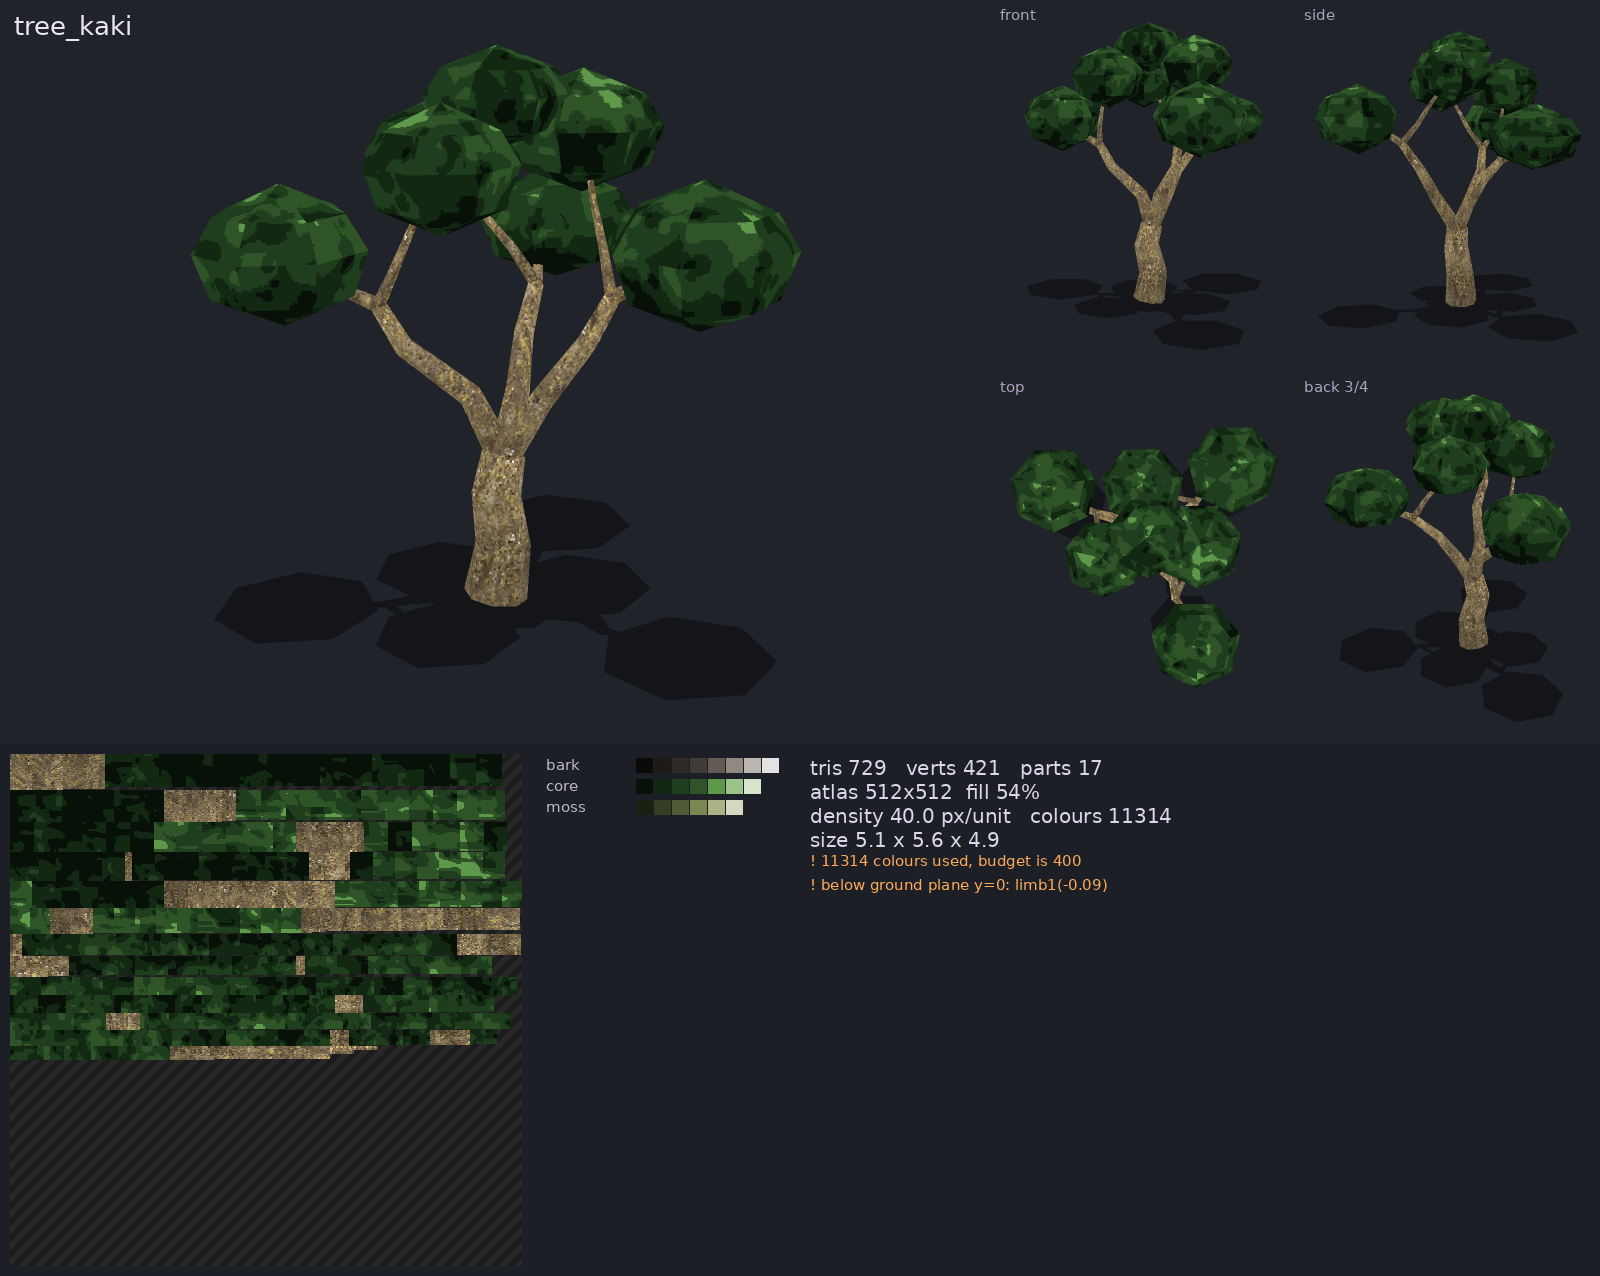 tree_kaki
front
side
top
back 3/4
bark
core
moss
tris 729 verts 421 parts 17
atlas 512x512 fill 54%
density 40.0 px/unit colours 11314
size 5.1 x 5.6 x 4.9
! 11314 colours used, budget is 400
! below ground plane y=0: limb1(-0.09)